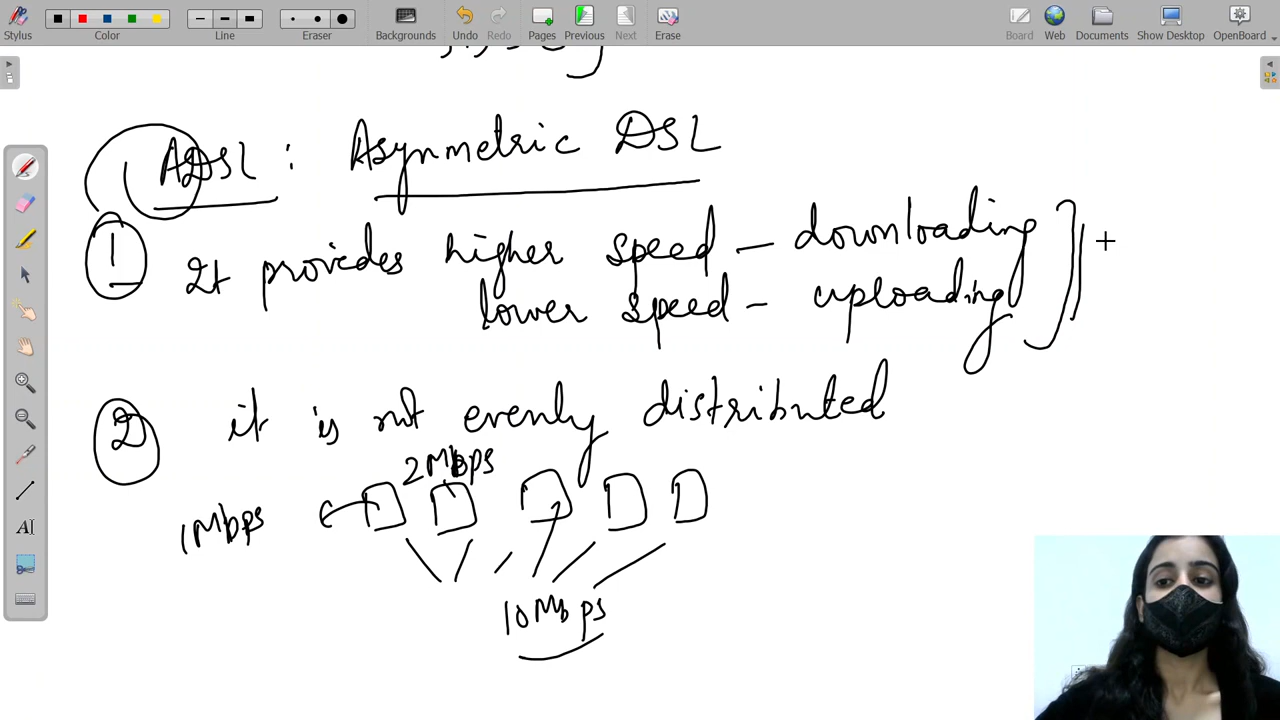 Stylus Color Line Eraser Backgrounds Undo Redo Pages Previous Next Erase Board Web Documents Show Desktop OpenBoard
ADSL : Asymmetric DSL
1 It provides higher speed - downloading
lower speed - uploading
2 it is not evenly distributed
2Mbps
1Mbps
10Mbps